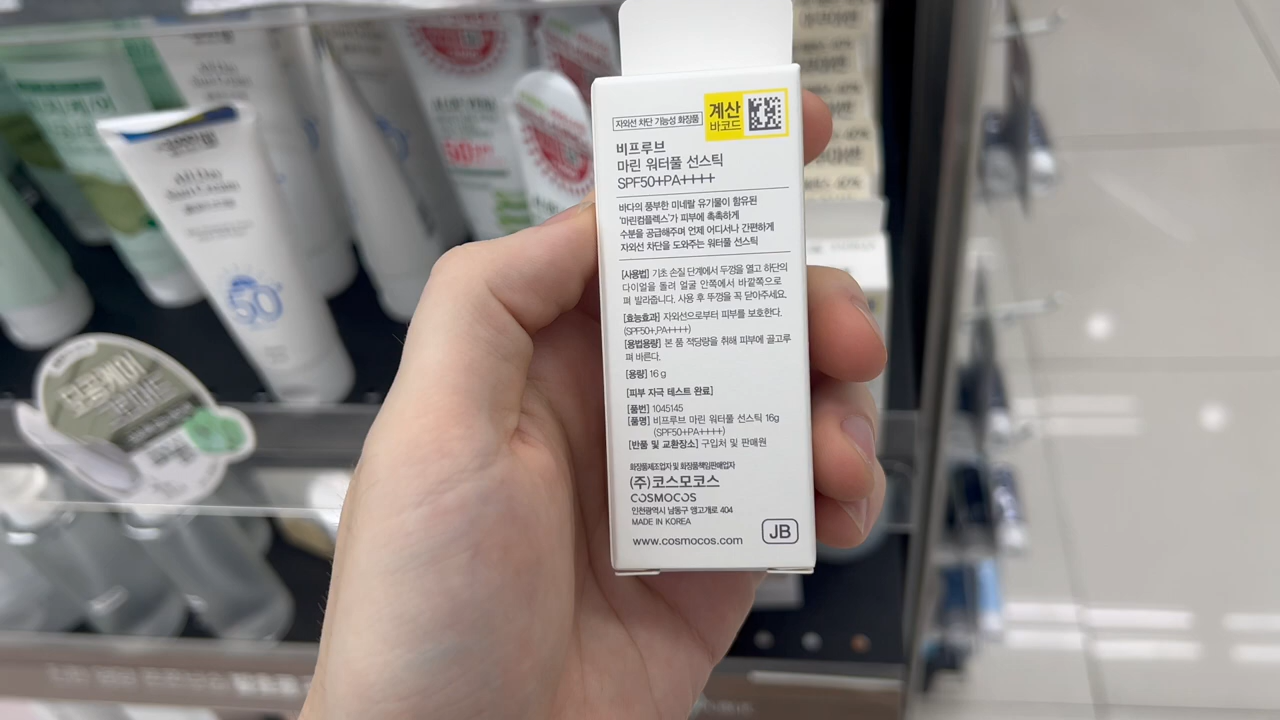 계산
바코드
자외선 차단 기능성 화장품
비프루브
마린 워터풀 선스틱
SPF50+PA++++
바다의 풍부한 미네랄 유기물이 함유된
'마린컴플렉스'가 피부에 촉촉하게
수분을 공급해주며 언제 어디서나 간편하게
자외선 차단을 도와주는 워터풀 선스틱
[사용법] 기초 손질 단계에서 뚜껑을 열고 하단의
다이얼을 돌려 얼굴 안쪽에서 바깥쪽으로
펴 발라줍니다. 사용 후 뚜껑을 꼭 닫아주세요.
[효능효과] 자외선으로부터 피부를 보호한다.
(SPF50+,PA++++)
[용법용량] 본 품 적당량을 취해 피부에 골고루
펴 바른다.
[용량] 16 g
[피부 자극 테스트 완료]
[품번] 1045145
[품명] 비프루브 마린 워터풀 선스틱 16g
(SPF50+PA++++)
[반품 및 교환장소] 구입처 및 판매원
화장품제조업자 및 화장품책임판매업자
(주)코스모코스
COSMOCOS
인천광역시 남동구 앵고개로 404
MADE IN KOREA
www.cosmocos.com
JB
All Day
Sun Cream
50+
모공케어